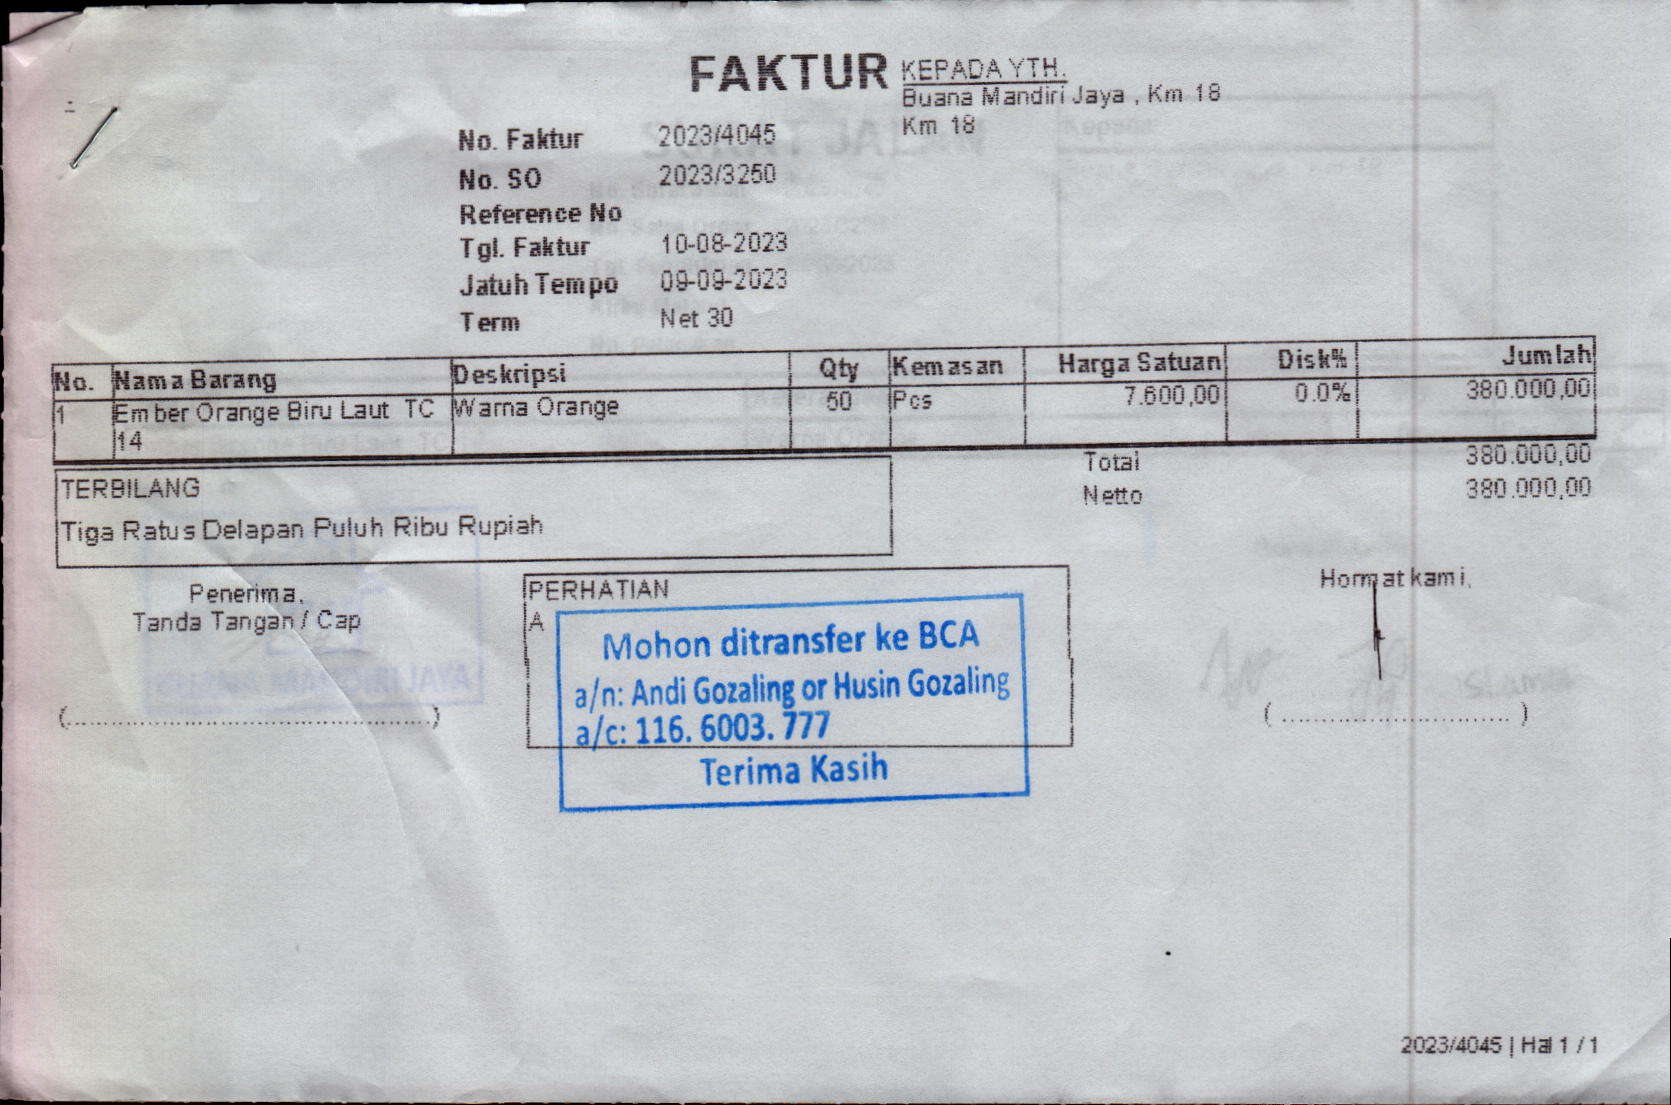 FAKTUR
KEPADA YTH.
Buana Mandiri Jaya , Km 18
Km 18
No. Faktur 2023/4045
No. SO 2023/3250
Reference No
Tgl. Faktur 10-08-2023
Jatuh Tempo 09-09-2023
Term Net 30
No. Nama Barang Deskripsi Qty Kemasan Harga Satuan Disk% Jumlah
1 Ember Orange Biru Laut TC 14 Warna Orange 50 Pcs 7.600,00 0.0% 380.000,00
Total 380.000,00
Netto 380.000,00
TERBILANG
Tiga Ratus Delapan Puluh Ribu Rupiah
Penerima,
Tanda Tangan / Cap
(................................................)
PERHATIAN
A
Mohon ditransfer ke BCA
a/n: Andi Gozaling or Husin Gozaling
a/c: 116. 6003. 777
Terima Kasih
Hormat kami,
( ............................... )
2023/4045 | Hal 1 / 1